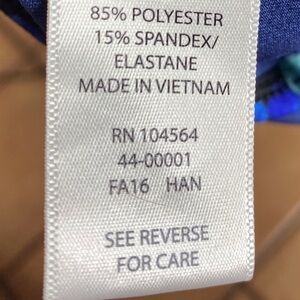 85% POLYESTER
15% SPANDEX/
ELASTANE
MADE IN VIETNAM
RN 104564
44-00001
FA16 HAN
SEE REVERSE
FOR CARE